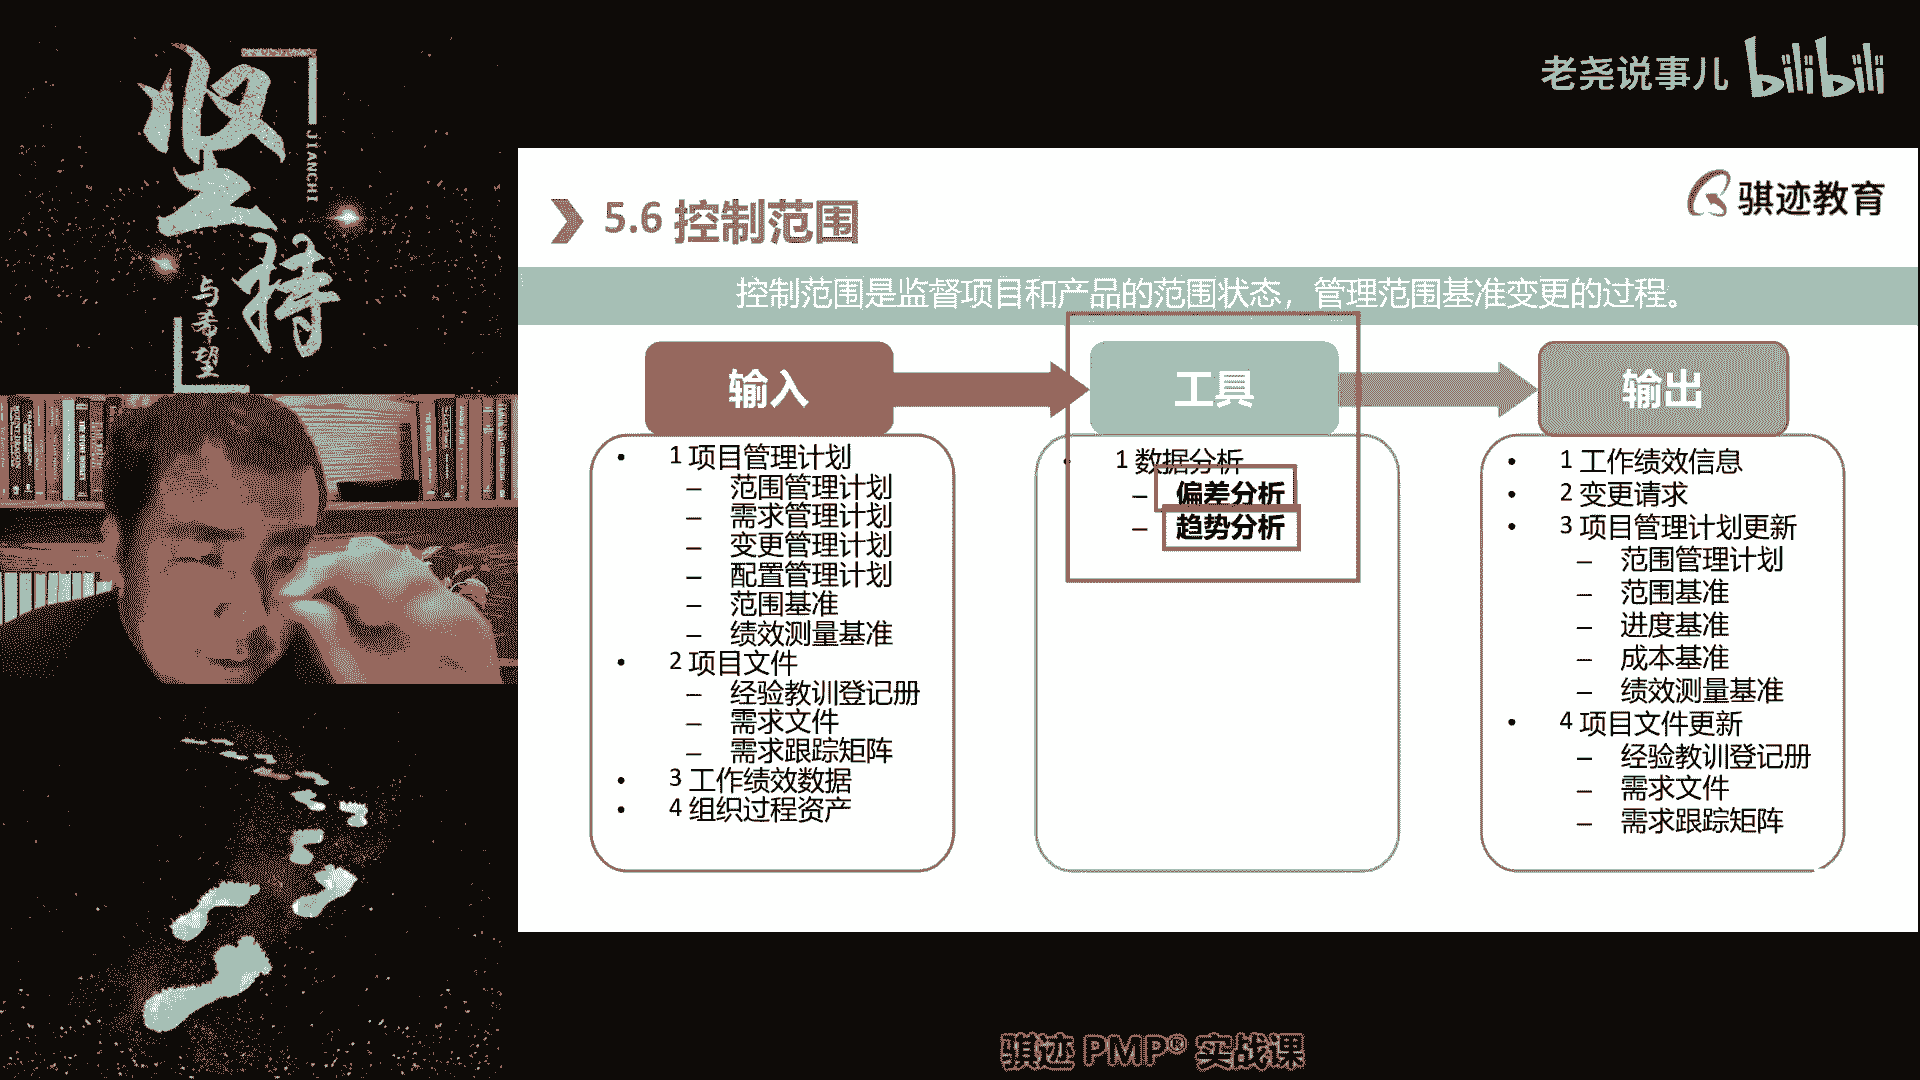 坚持
JIANCHI
与希望
老尧说事儿 bilibili
骐迹教育
5.6 控制范围
控制范围是监督项目和产品的范围状态，管理范围基准变更的过程。
输入
• 1 项目管理计划
– 范围管理计划
– 需求管理计划
– 变更管理计划
– 配置管理计划
– 范围基准
– 绩效测量基准
• 2 项目文件
– 经验教训登记册
– 需求文件
– 需求跟踪矩阵
• 3 工作绩效数据
• 4 组织过程资产
工具
• 1 数据分析
– 偏差分析
– 趋势分析
输出
• 1 工作绩效信息
• 2 变更请求
• 3 项目管理计划更新
– 范围管理计划
– 范围基准
– 进度基准
– 成本基准
– 绩效测量基准
• 4 项目文件更新
– 经验教训登记册
– 需求文件
– 需求跟踪矩阵
骐迹 PMP® 实战课